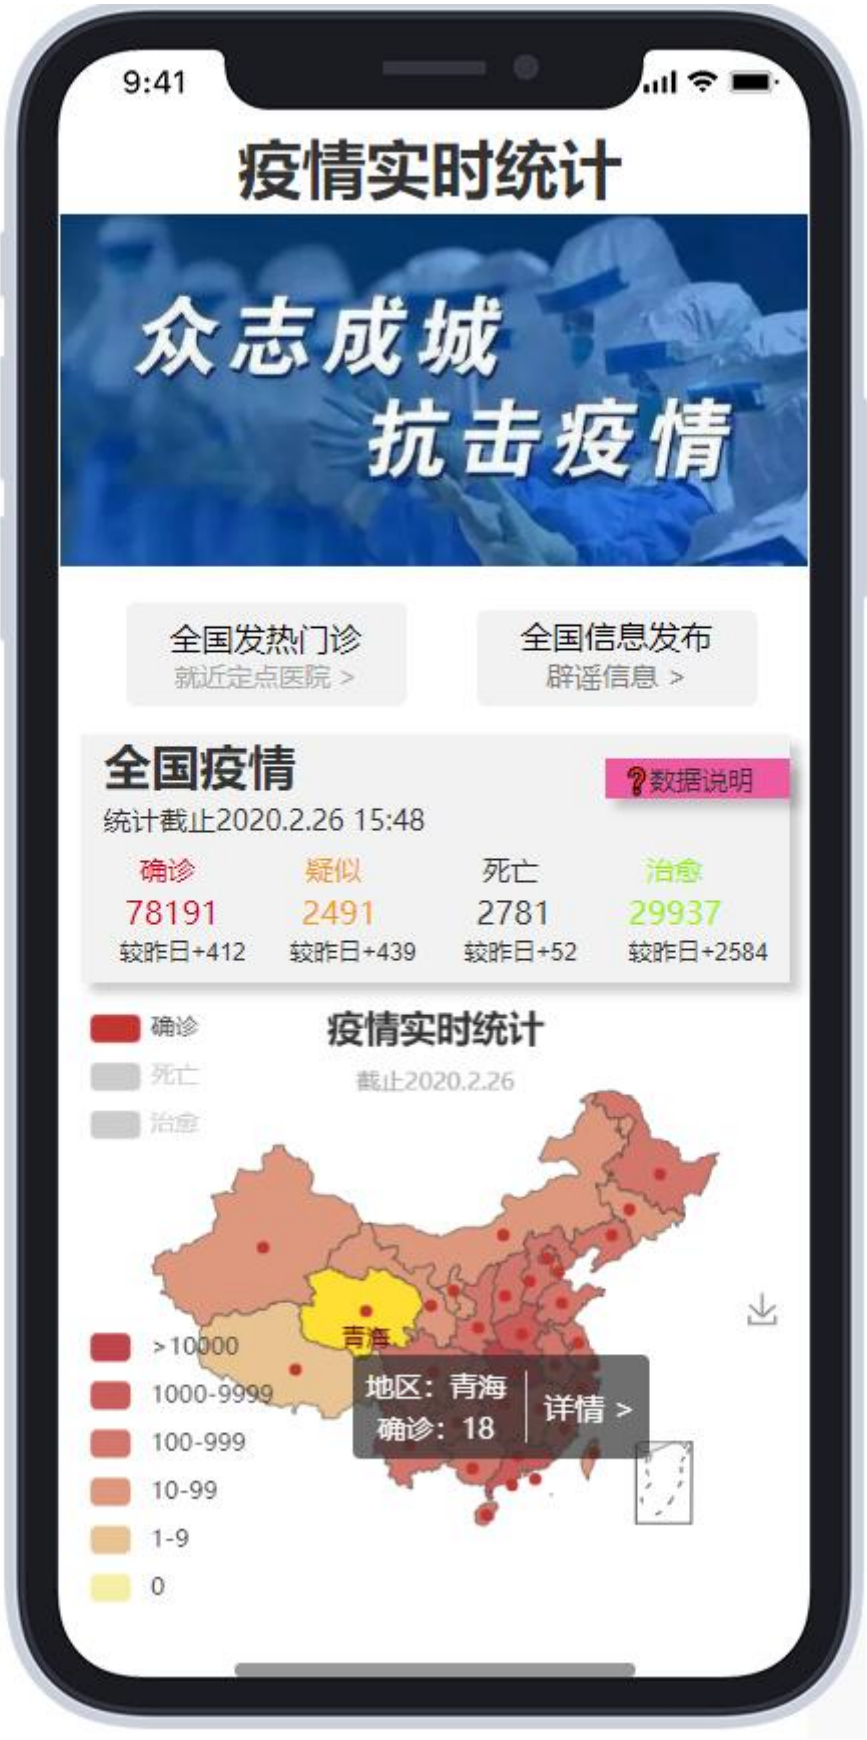 9:41
疫情实时统计
众志成城
抗击疫情
全国发热门诊
就近定点医院 >
全国信息发布
辟谣信息 >
全国疫情
?数据说明
统计截止2020.2.26 15:48
确诊 疑似 死亡 治愈
78191 2491 2781 29937
较昨日+412 较昨日+439 较昨日+52 较昨日+2584
确诊
死亡
治愈
疫情实时统计
截止2020.2.26
青海
地区：青海
确诊：18
详情 >
>10000
1000-9999
100-999
10-99
1-9
0